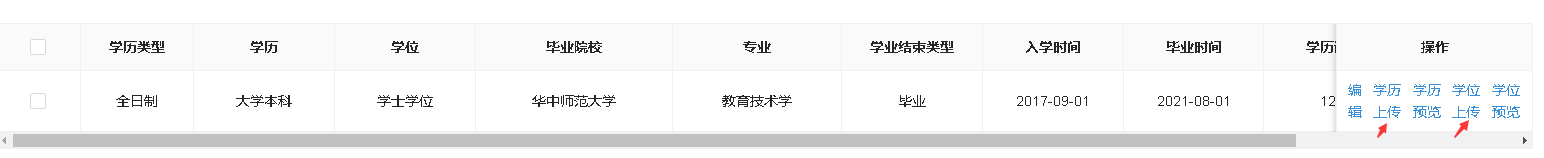 学历类型 学历 学位 毕业院校 专业 学业结束类型 入学时间 毕业时间 学历 操作
全日制 大学本科 学士学位 华中师范大学 教育技术学 毕业 2017-09-01 2021-08-01 12 编辑 学历上传 学历预览 学位上传 学位预览